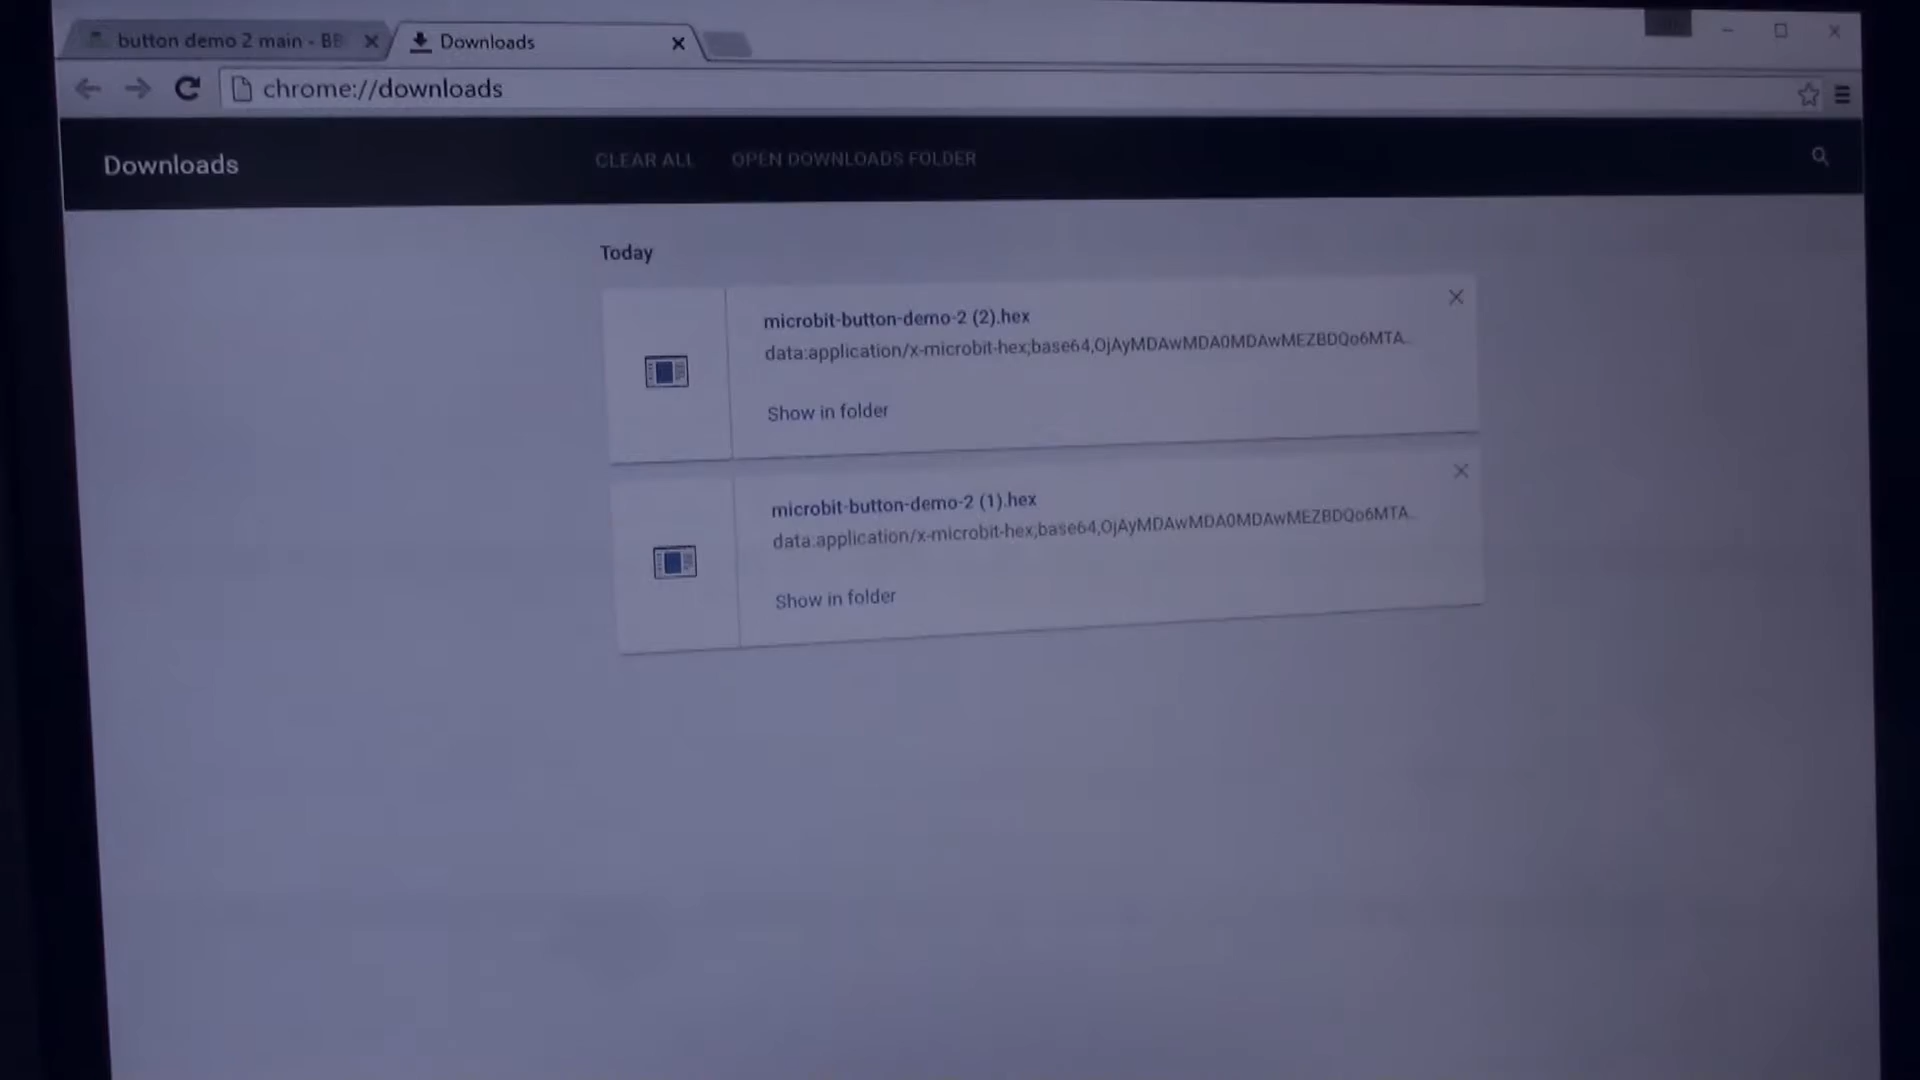 button demo 2 main - BB
Downloads
chrome://downloads
Downloads
CLEAR ALL
OPEN DOWNLOADS FOLDER
Today
microbit-button-demo-2 (2).hex
data:application/x-microbit-hex;base64,OjAyMDAwMDA0MDAwMEZBDQo6MTA...
Show in folder
microbit-button-demo-2 (1).hex
data:application/x-microbit-hex;base64,OjAyMDAwMDA0MDAwMEZBDQo6MTA...
Show in folder